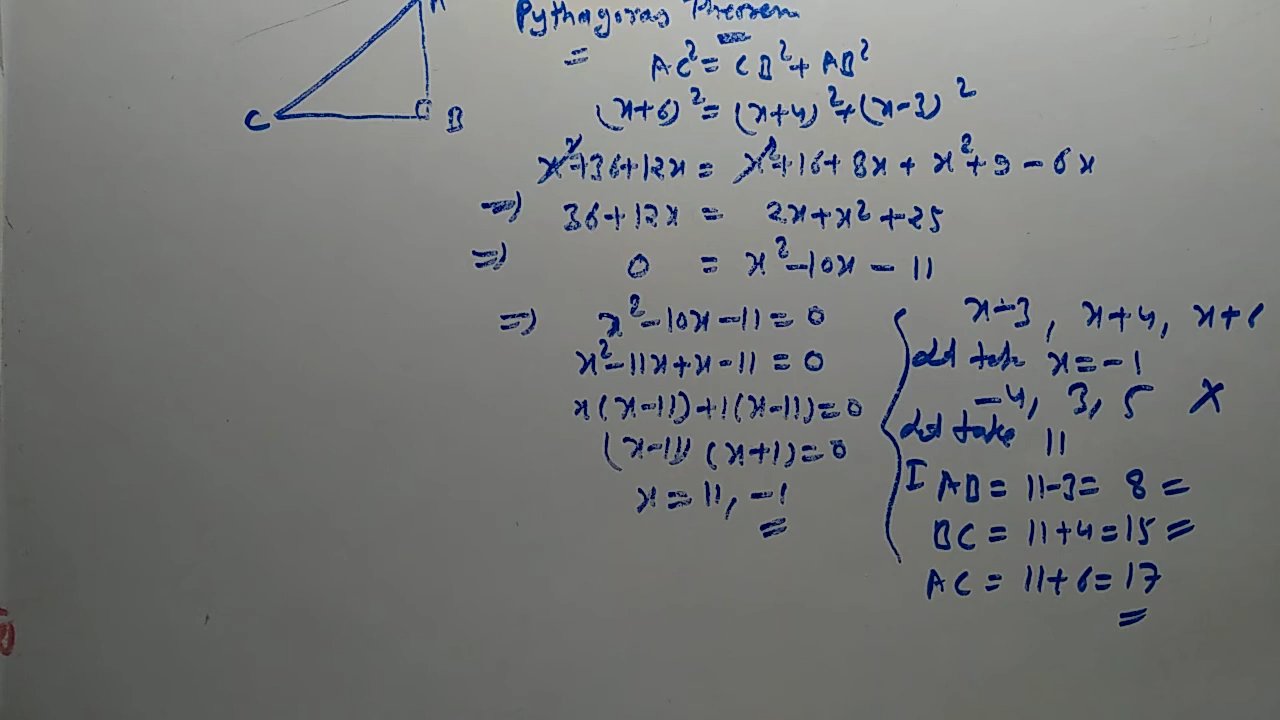 A
Pythagoras Theorem
=
AC² = CB² + AB²
C
B
(x+6)² = (x+4)² + (x-3)²
x²+36+12x = x²+16+8x + x²+9 - 6x
=) 36+12x = 2x+x²+25
=) 0 = x²-10x - 11
=) x²-10x-11=0
x²-11x+x-11=0
x(x-11)+1(x-11)=0
(x-11) (x+1)=0
x=11, -1
x-3, x+4, x+6
x=-1
-4, 3, 5 X
take 11
I AB = 11-3= 8 =
BC = 11+4=15 =
AC = 11+6=17